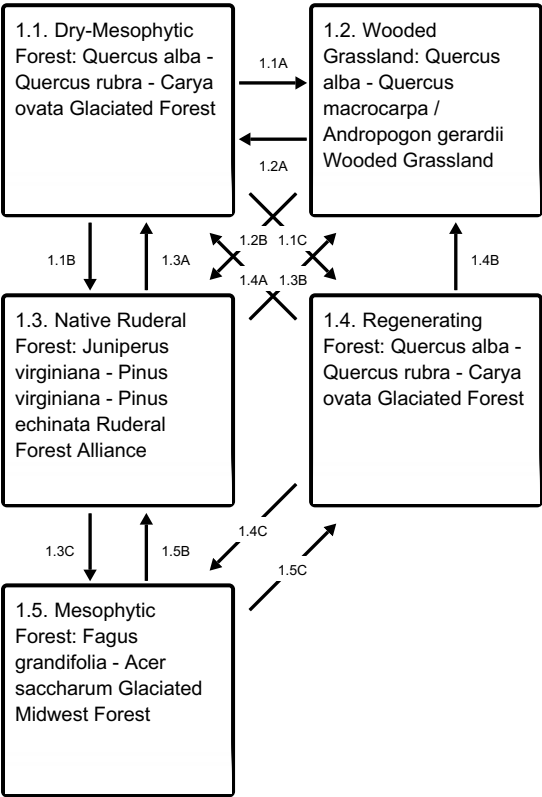 1.1. Dry-Mesophytic
Forest: Quercus alba -
Quercus rubra - Carya
ovata Glaciated Forest
1.1A
1.2. Wooded
Grassland: Quercus
alba - Quercus
macrocarpa /
Andropogon gerardii
Wooded Grassland
1.2A
1.1B
1.3A
1.2B
1.1C
1.4A
1.3B
1.4B
1.3. Native Ruderal
Forest: Juniperus
virginiana - Pinus
virginiana - Pinus
echinata Ruderal
Forest Alliance
1.4. Regenerating
Forest: Quercus alba -
Quercus rubra - Carya
ovata Glaciated Forest
1.3C
1.5B
1.4C
1.5C
1.5. Mesophytic
Forest: Fagus
grandifolia - Acer
saccharum Glaciated
Midwest Forest